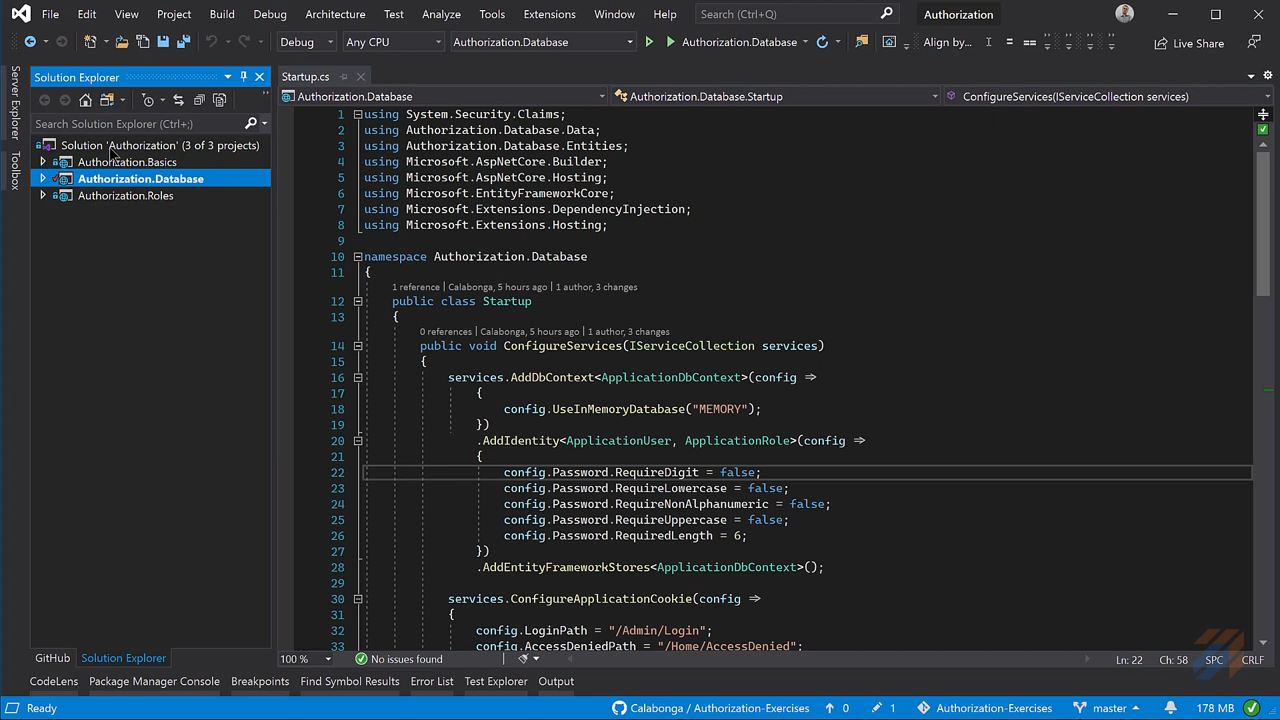 File Edit View Project Build Debug Architecture Test Analyze Tools Extensions Window Help Search (Ctrl+Q) Authorization
Debug Any CPU Authorization.Database Authorization.Database Align by... Live Share
Server Explorer
Toolbox
Solution Explorer
Search Solution Explorer (Ctrl+;)
Solution 'Authorization' (3 of 3 projects)
Authorization.Basics
Authorization.Database
Authorization.Roles
GitHub Solution Explorer
Startup.cs
Authorization.Database Authorization.Database.Startup ConfigureServices(IServiceCollection services)
1 using System.Security.Claims;
2 using Authorization.Database.Data;
3 using Authorization.Database.Entities;
4 using Microsoft.AspNetCore.Builder;
5 using Microsoft.AspNetCore.Hosting;
6 using Microsoft.EntityFrameworkCore;
7 using Microsoft.Extensions.DependencyInjection;
8 using Microsoft.Extensions.Hosting;
9
10 namespace Authorization.Database
11 {
1 reference | Calabonga, 5 hours ago | 1 author, 3 changes
12 public class Startup
13 {
0 references | Calabonga, 5 hours ago | 1 author, 3 changes
14 public void ConfigureServices(IServiceCollection services)
15 {
16 services.AddDbContext<ApplicationDbContext>(config =>
17 {
18 config.UseInMemoryDatabase("MEMORY");
19 })
20 .AddIdentity<ApplicationUser, ApplicationRole>(config =>
21 {
22 config.Password.RequireDigit = false;
23 config.Password.RequireLowercase = false;
24 config.Password.RequireNonAlphanumeric = false;
25 config.Password.RequireUppercase = false;
26 config.Password.RequiredLength = 6;
27 })
28 .AddEntityFrameworkStores<ApplicationDbContext>();
29
30 services.ConfigureApplicationCookie(config =>
31 {
32 config.LoginPath = "/Admin/Login";
33 config.AccessDeniedPath = "/Home/AccessDenied";
100 % No issues found Ln: 22 Ch: 58 SPC CRLF
CodeLens Package Manager Console Breakpoints Find Symbol Results Error List Test Explorer Output
Ready Calabonga / Authorization-Exercises 0 1 Authorization-Exercises master 178 MB